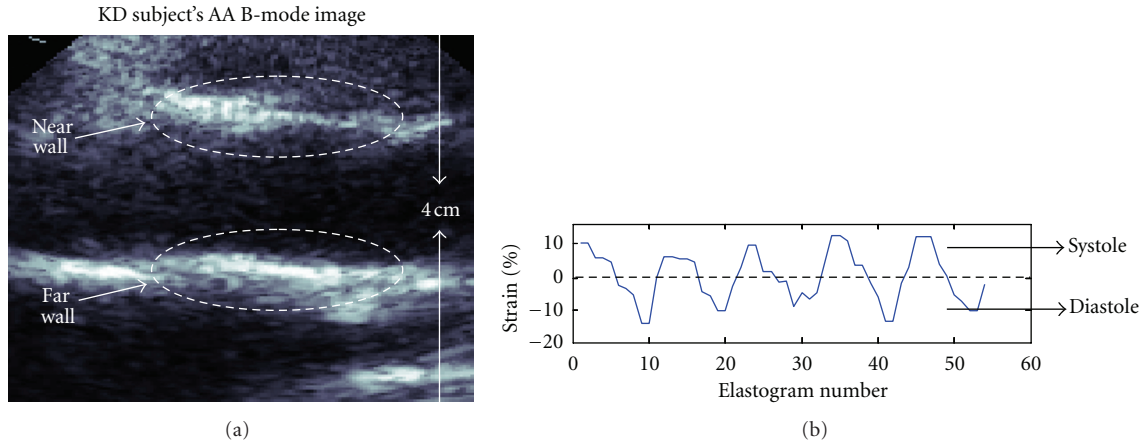 KD subject's AA B-mode image
Near
wall
4 cm
Far
wall
(a)
Strain (%)
10
0
−10
−20
0
10
20
30
40
50
60
Elastogram number
Systole
Diastole
(b)